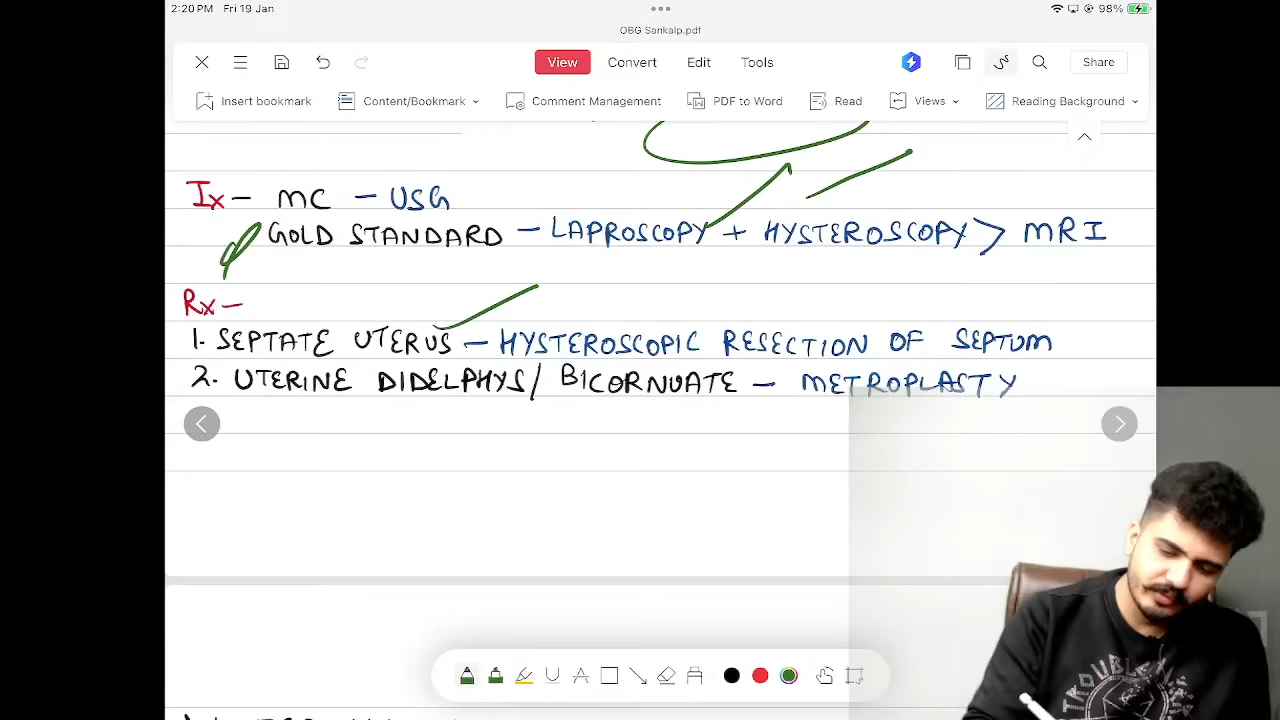 2:20 PM Fri 19 Jan
98%
OBG Sankalp.pdf
View Convert Edit Tools Share
Insert bookmark Content/Bookmark Comment Management PDF to Word Read Views Reading Background
Ix - MC - USG
GOLD STANDARD - LAPROSCOPY + HYSTEROSCOPY > MRI
Rx -
1. SEPTATE UTERUS - HYSTEROSCOPIC RESECTION OF SEPTUM
2. UTERINE DIDELPHYS/ BICORNUATE - METROPLASTY